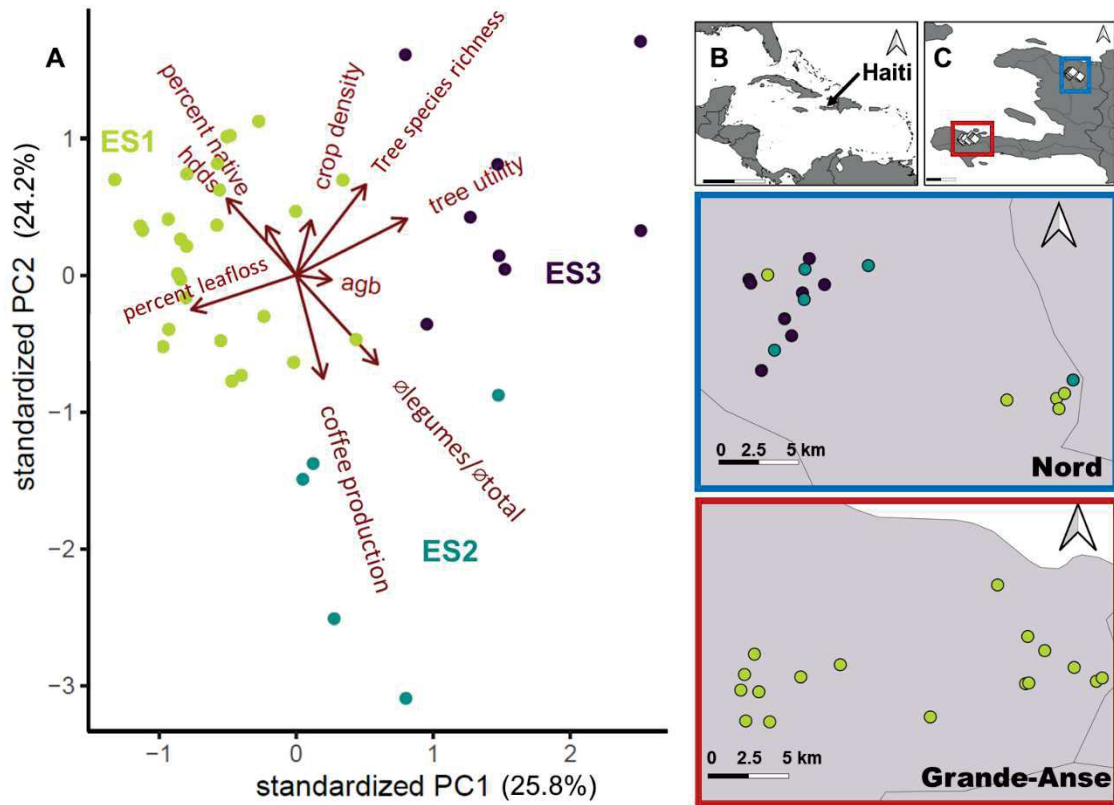 A
ES1
percent native
hdds
crop density
Tree species richness
tree utility
ES3
agb
percent leafloss
ølegumes/øtotal
coffee production
ES2
1
0
−1
−2
−3
−1
0
1
2
standardized PC2 (24.2%)
standardized PC1 (25.8%)
B
Haiti
C
0 2.5 5 km
Nord
0 2.5 5 km
Grande-Anse